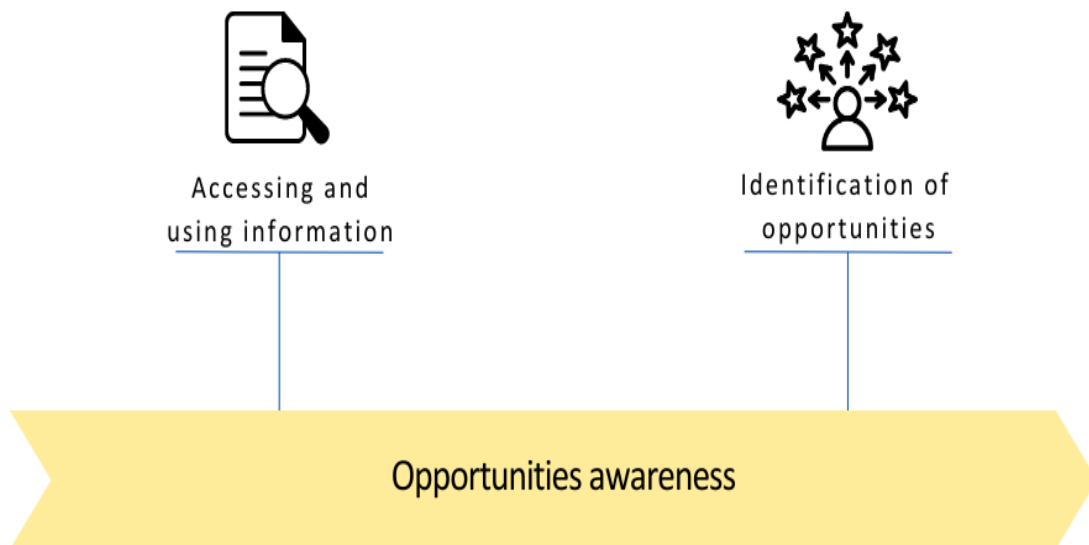 Accessing and
using information
Identification of
opportunities
Opportunities awareness